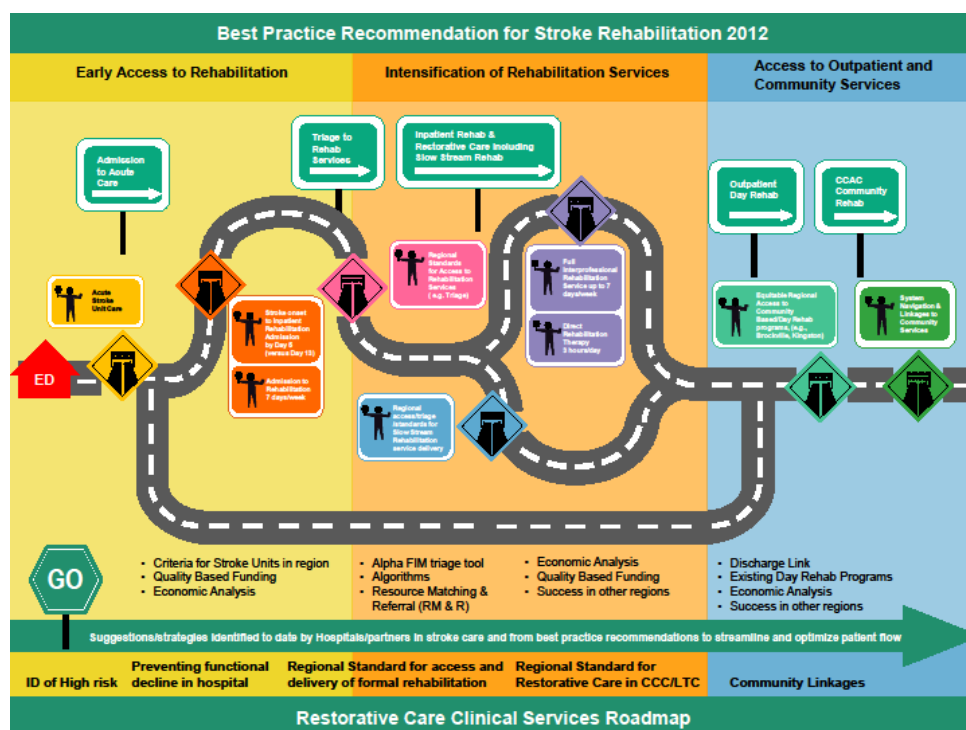 Best Practice Recommendation for Stroke Rehabilitation 2012
Early Access to Rehabilitation
Intensification of Rehabilitation Services
Access to Outpatient and
Community Services
Admission
to Acute
Care
Triage to
Rehab
Services
Inpatient Rehab &
Restorative Care Including
Slow Stream Rehab
Outpatient
Day Rehab
CCAC
Community
Rehab
Acute
Stroke
Unit Care
Stroke onset
to Inpatient
Rehabilitation
Admission
by Day 5
(versus Day 13)
Admission to
Rehabilitation
7 days/week
Regional
Standards
for Access to
Rehabilitation
Services
(e.g. Triage)
Full
Interprofessional
Rehabilitation
Service up to 7
days/week
Direct
Rehabilitation
Therapy
3 hours/day
Regional
access/triage
standards for
Slow Stream
Rehabilitation
service delivery
Equitable Regional
Access to
Community
Based/Day Rehab
programs, (e.g.,
Brockville, Kingston)
System
Navigation &
Linkages to
Community
Services
ED
GO
• Criteria for Stroke Units in region
• Quality Based Funding
• Economic Analysis
• Alpha FIM triage tool
• Algorithms
• Resource Matching &
Referral (RM & R)
• Economic Analysis
• Quality Based Funding
• Success in other regions
• Discharge Link
• Existing Day Rehab Programs
• Economic Analysis
• Success in other regions
Suggestions/strategies identified to date by Hospitals/partners in stroke care and from best practice recommendations to streamline and optimize patient flow
ID of High risk
Preventing functional
decline in hospital
Regional Standard for access and
delivery of formal rehabilitation
Regional Standard for
Restorative Care in CCC/LTC
Community Linkages
Restorative Care Clinical Services Roadmap